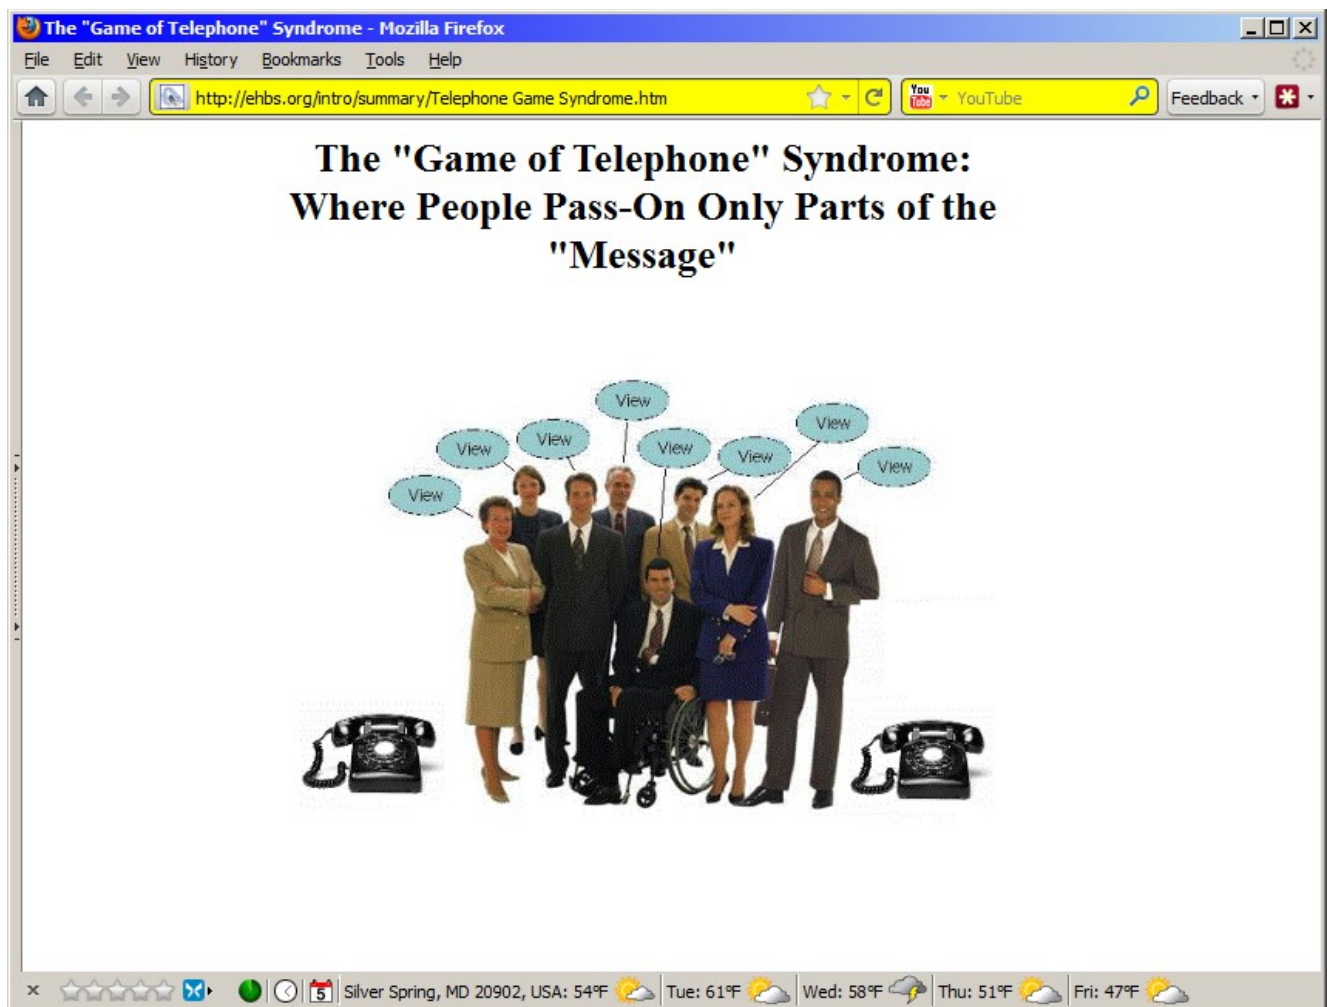 The "Game of Telephone" Syndrome - Mozilla Firefox
File Edit View History Bookmarks Tools Help
http://ehbs.org/intro/summary/Telephone Game Syndrome.htm You Tube YouTube Feedback
The "Game of Telephone" Syndrome:
Where People Pass-On Only Parts of the
"Message"
View
View
View
View
View
View
View
View
5 Silver Spring, MD 20902, USA: 54°F Tue: 61°F Wed: 58°F Thu: 51°F Fri: 47°F